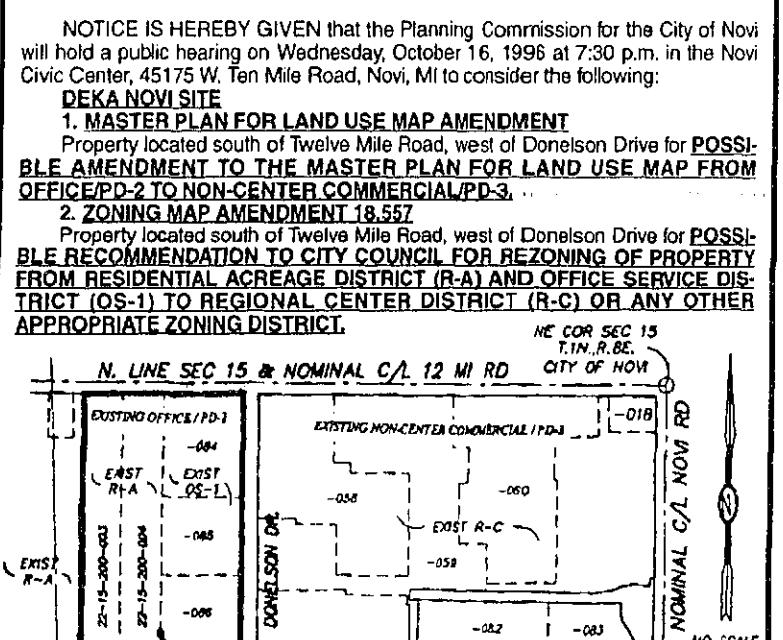 NOTICE IS HEREBY GIVEN that the Planning Commission for the City of Novi
will hold a public hearing on Wednesday, October 16, 1996 at 7:30 p.m. in the Novi
Civic Center, 45175 W. Ten Mile Road, Novi, MI to consider the following:
DEKA NOVI SITE
1. MASTER PLAN FOR LAND USE MAP AMENDMENT
Property located south of Twelve Mile Road, west of Donelson Drive for POSSI-
BLE AMENDMENT TO THE MASTER PLAN FOR LAND USE MAP FROM
OFFICE/PD-2 TO NON-CENTER COMMERCIAL/PD-3.
2. ZONING MAP AMENDMENT 18.557
Property located south of Twelve Mile Road, west of Donelson Drive for POSSI-
BLE RECOMMENDATION TO CITY COUNCIL FOR REZONING OF PROPERTY
FROM RESIDENTIAL ACREAGE DISTRICT (R-A) AND OFFICE SERVICE DIS-
TRICT (OS-1) TO REGIONAL CENTER DISTRICT (R-C) OR ANY OTHER
APPROPRIATE ZONING DISTRICT.
NE COR SEC 15
T.1N.,R.8E.
CITY OF NOVI
N. LINE SEC 15 & NOMINAL C/L 12 MI RD
EXISTING OFFICE / PD-2
EXISTING NON-CENTER COMMERCIAL / PD-3
-018
-084
EXIST
R-A
EXIST
OS-1
-058
-060
EXIST R-C
-085
-059
EXIST
R-A
22-15-200-003
22-15-200-004
-086
DONELSON DR.
-082
-083
NOMINAL C/L NOVI RD
N
NO SCALE